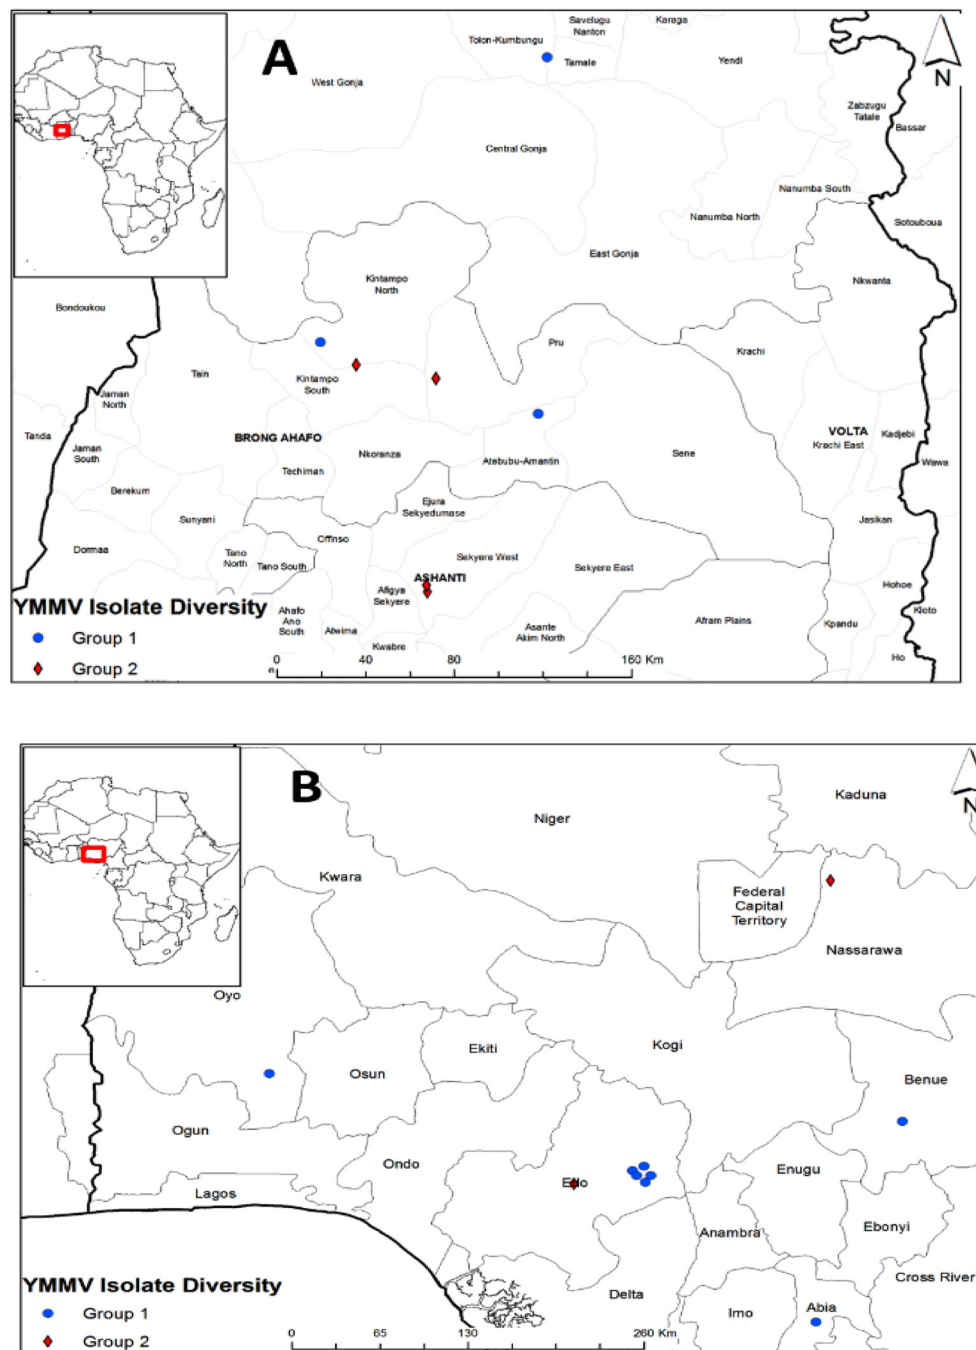 A
Savelugu
Nanton
Karaga
Tolon-Kumbungu
Tamale
Yendi
N
West Gonja
Zabzugu
Tatale
Bassar
Central Gonja
Nanumba South
Nanumba North
Sotouboua
East Gonja
Kintampo
North
Nkwanta
Bondoukou
Pru
Krachi
Tain
Kintampo
South
Jaman
North
Tanda
BRONG AHAFO
VOLTA
Krachi East
Kadjebi
Jaman
South
Nkoranza
Atebubu-Amantin
Sene
Wawa
Techiman
Berekum
Ejura
Sekyedumase
Sunyani
Jasikan
Offinso
Dormaa
Tano
North
Tano South
Sekyere West
Sekyere East
ASHANTI
Hohoe
Afigya
Sekyere
YMMV Isolate Diversity
Ahafo
Ano
South
Kloto
Afram Plains
Kpandu
Atwima
Asante
Akim North
Group 1
Kwabre
Ho
Group 2
0 40 80 160 Km
B
N
Kaduna
Niger
Kwara
Federal
Capital
Territory
Nassarawa
Oyo
Kogi
Ekiti
Osun
Benue
Ogun
Ondo
Enugu
Edo
Lagos
Anambra
Ebonyi
Cross River
YMMV Isolate Diversity
Delta
Imo
Abia
Group 1
Group 2
0 65 130 260 Km